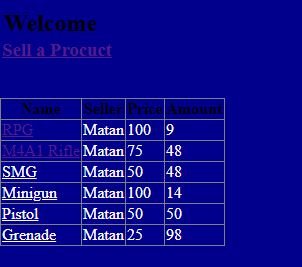 Welcome
Sell a Procuct
Name Seller Price Amount
RPG Matan 100 9
M4A1 Rifle Matan 75 48
SMG Matan 50 48
Minigun Matan 100 14
Pistol Matan 50 50
Grenade Matan 25 98